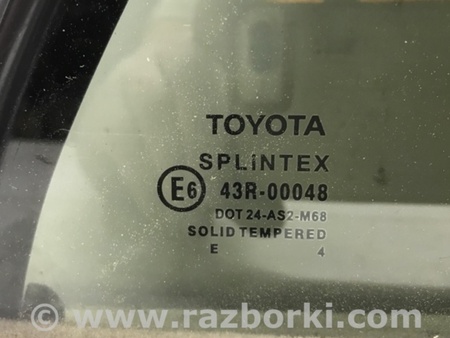 TOYOTA
SPLINTEX
E6 43R-00048
DOT 24-AS2-M68
SOLID TEMPERED
E 4
www.razborki.com